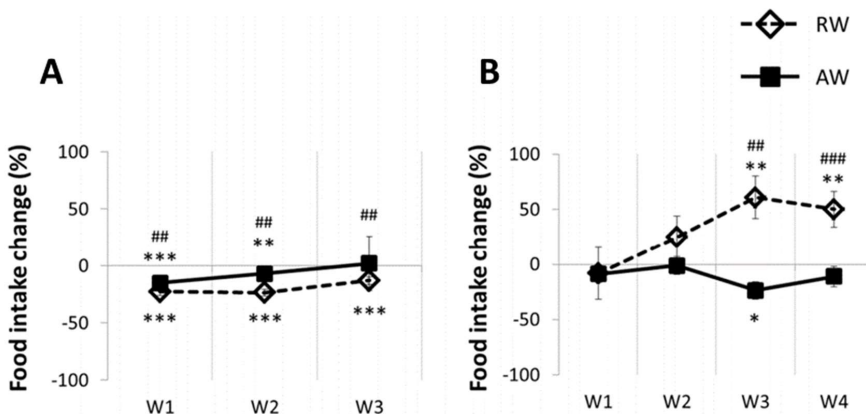 RW
A
B
AW
Food intake change (%)
100
50
0
-50
-100
##
***
##
**
##
***
***
***
W1
W2
W3
Food intake change (%)
100
50
0
-50
-100
##
**
###
**
*
W1
W2
W3
W4